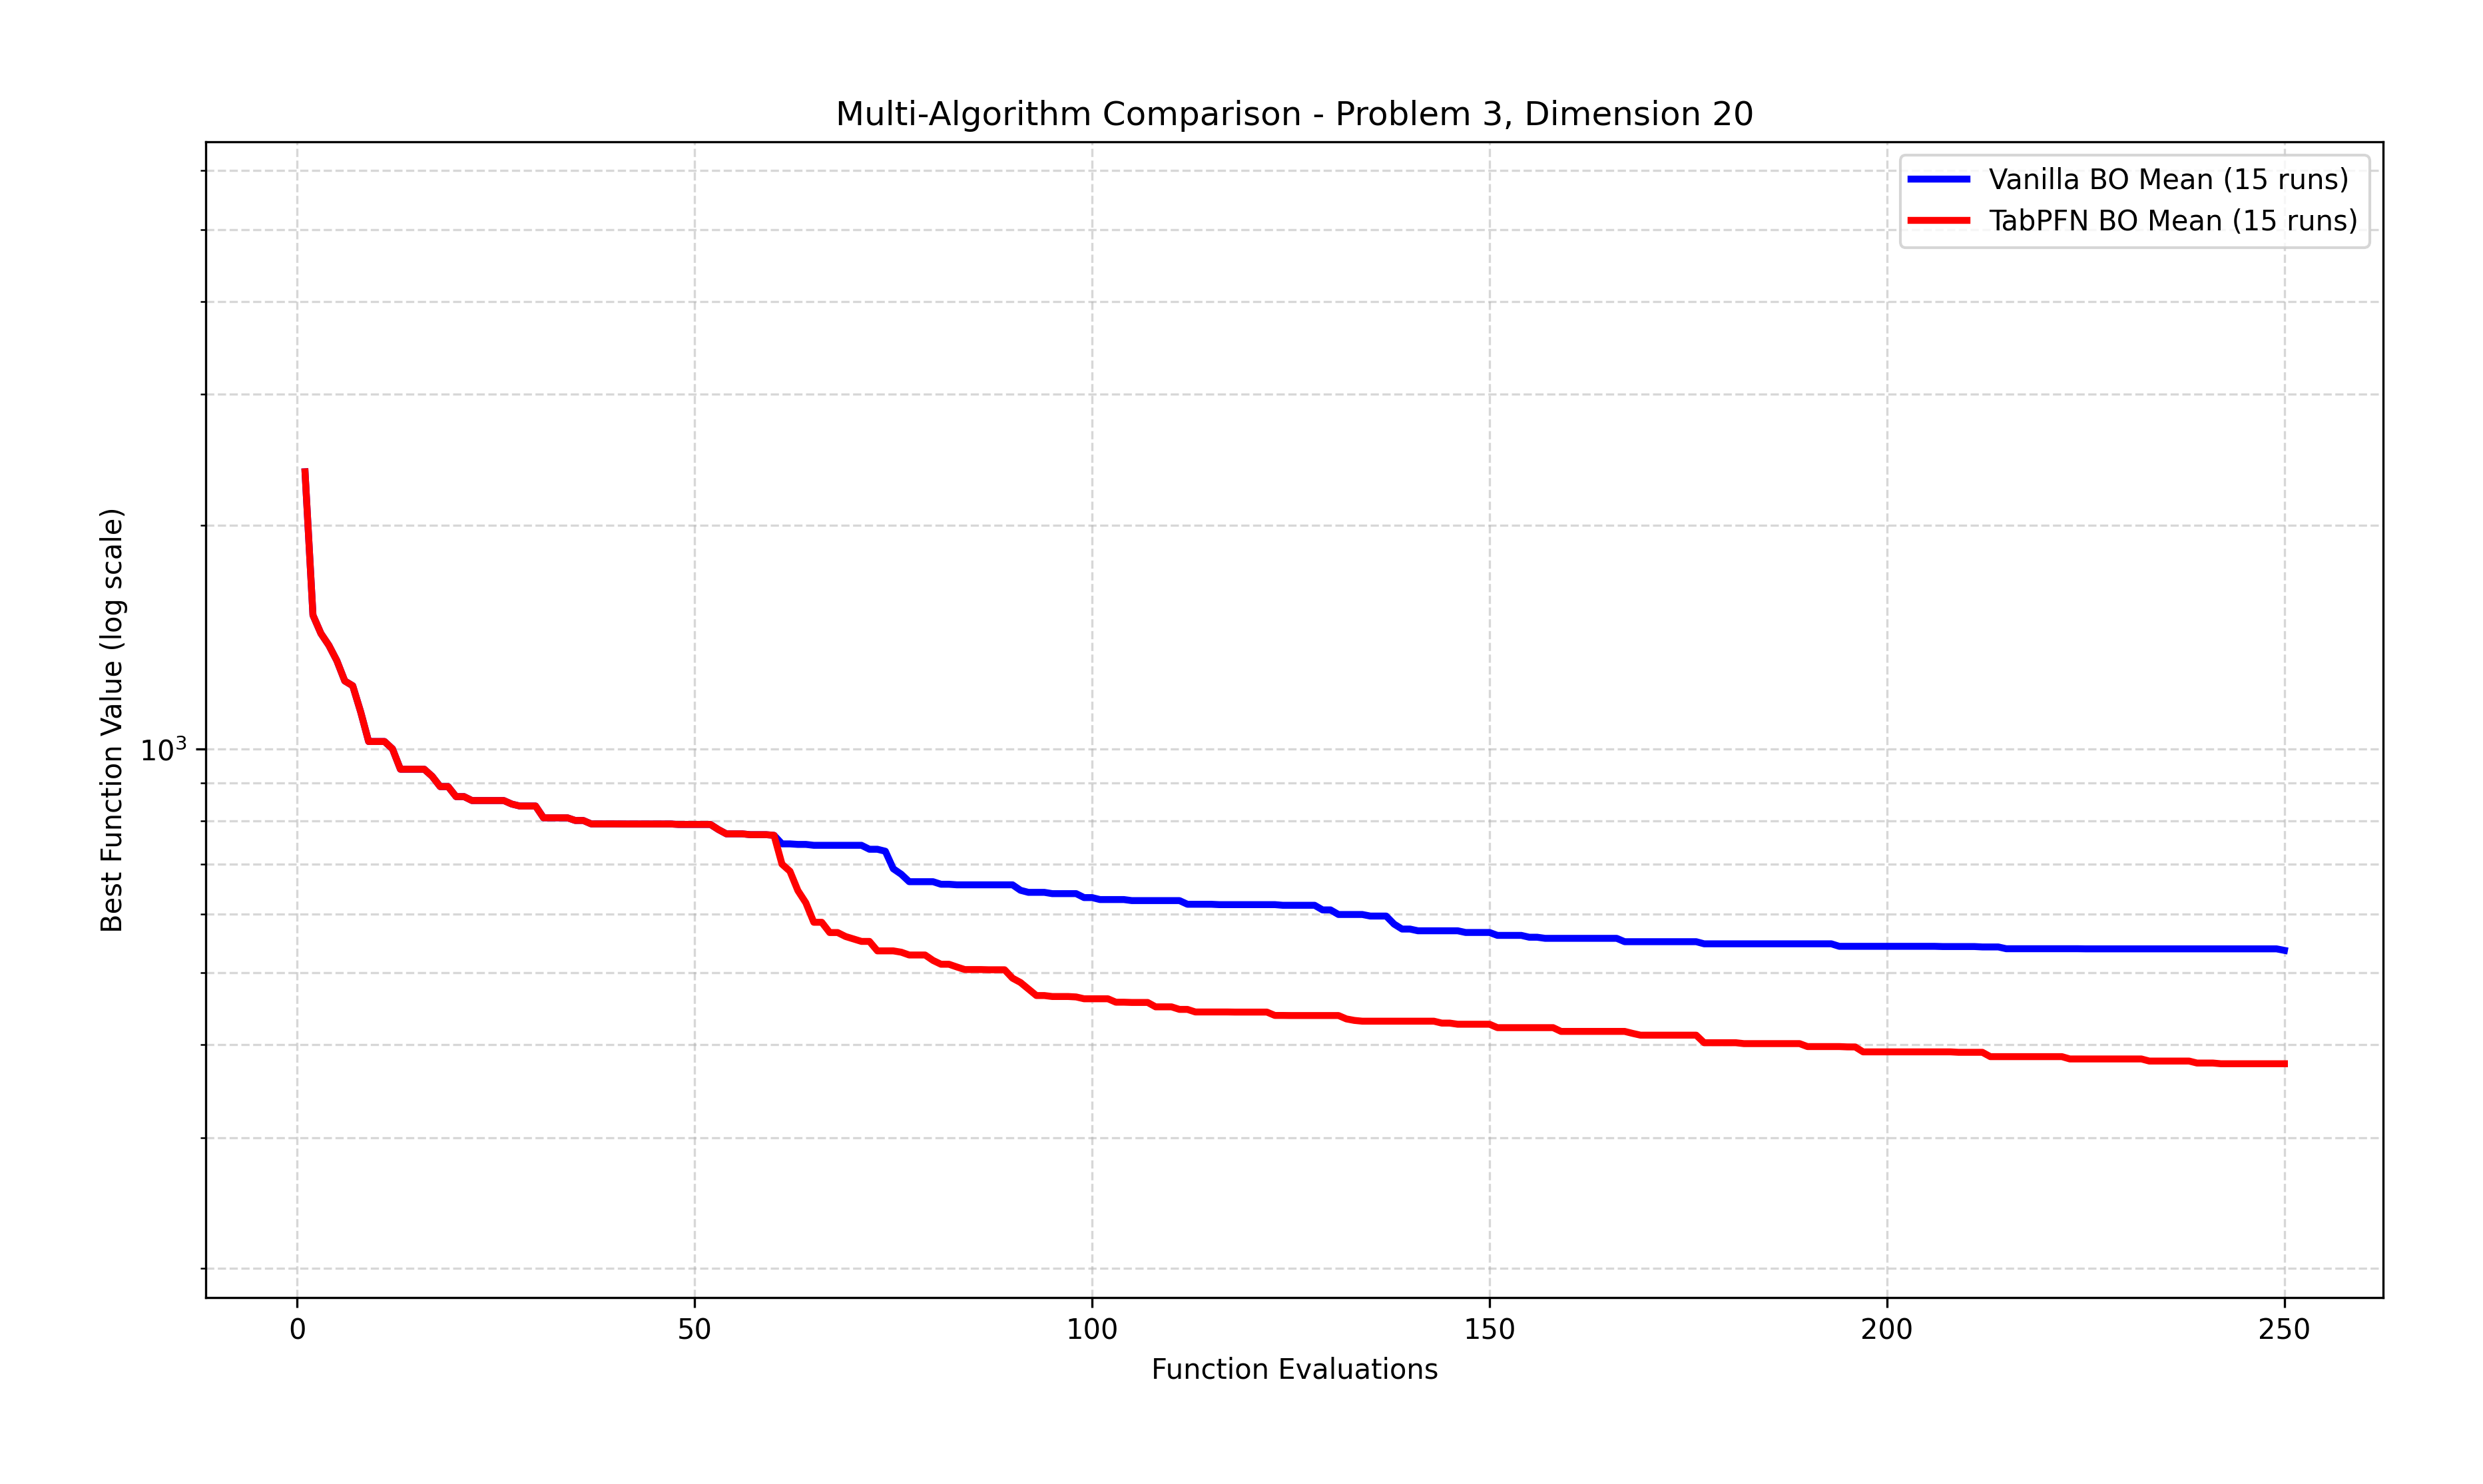 Multi-Algorithm Comparison - Problem 3, Dimension 20
Vanilla BO Mean (15 runs)
TabPFN BO Mean (15 runs)
Best Function Value (log scale)
10³
0 50 100 150 200 250
Function Evaluations